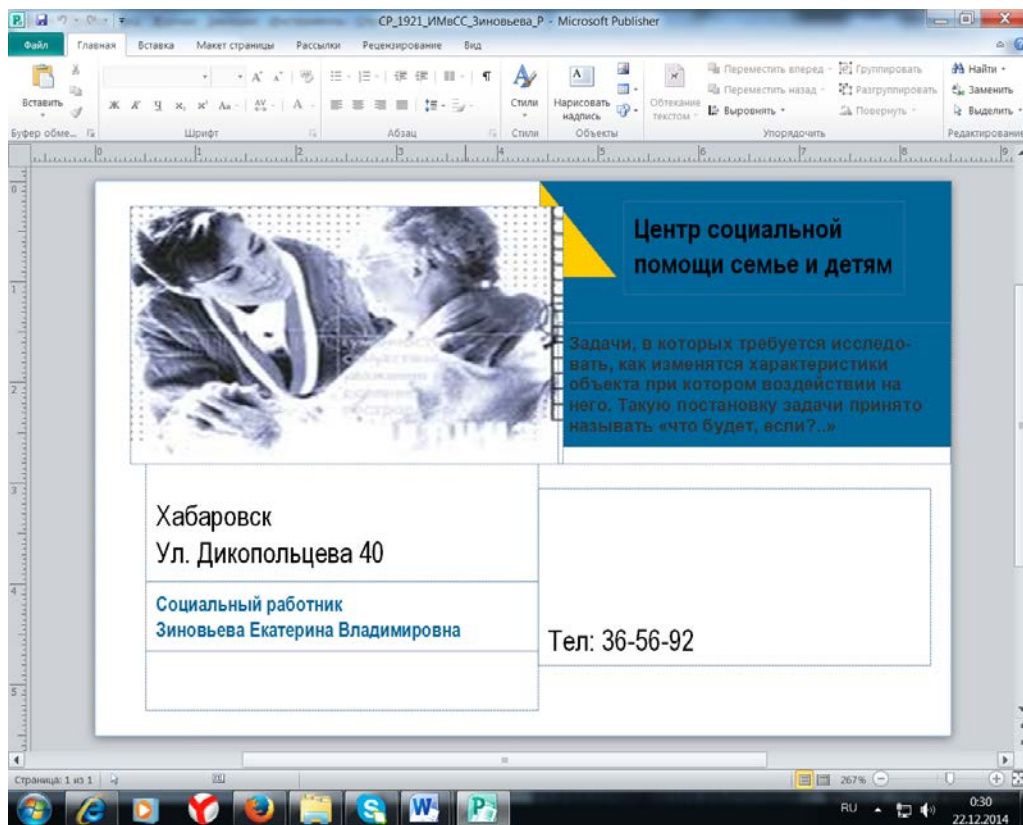 СР_1921_ИМвСС_Зиновьева_Р - Microsoft Publisher
Файл Главная Вставка Макет страницы Рассылки Рецензирование Вид
Вставить
Буфер обме...
Ж К Ч
Шрифт
Абзац
Стили
Стили
Нарисовать надпись
Объекты
Обтекание текстом
Переместить вперед
Переместить назад
Выровнять
Группировать
Разгруппировать
Повернуть
Упорядочить
Найти
Заменить
Выделить
Редактирование
Центр социальной
помощи семье и детям
Задачи, в которых требуется исследо-
вать, как изменятся характеристики
объекта при котором воздействии на
него. Такую постановку задачи принято
называть «что будет, если?..»
Хабаровск
Ул. Дикопольцева 40
Социальный работник
Зиновьева Екатерина Владимировна
Тел: 36-56-92
Страница: 1 из 1
267%
RU
0:30
22.12.2014